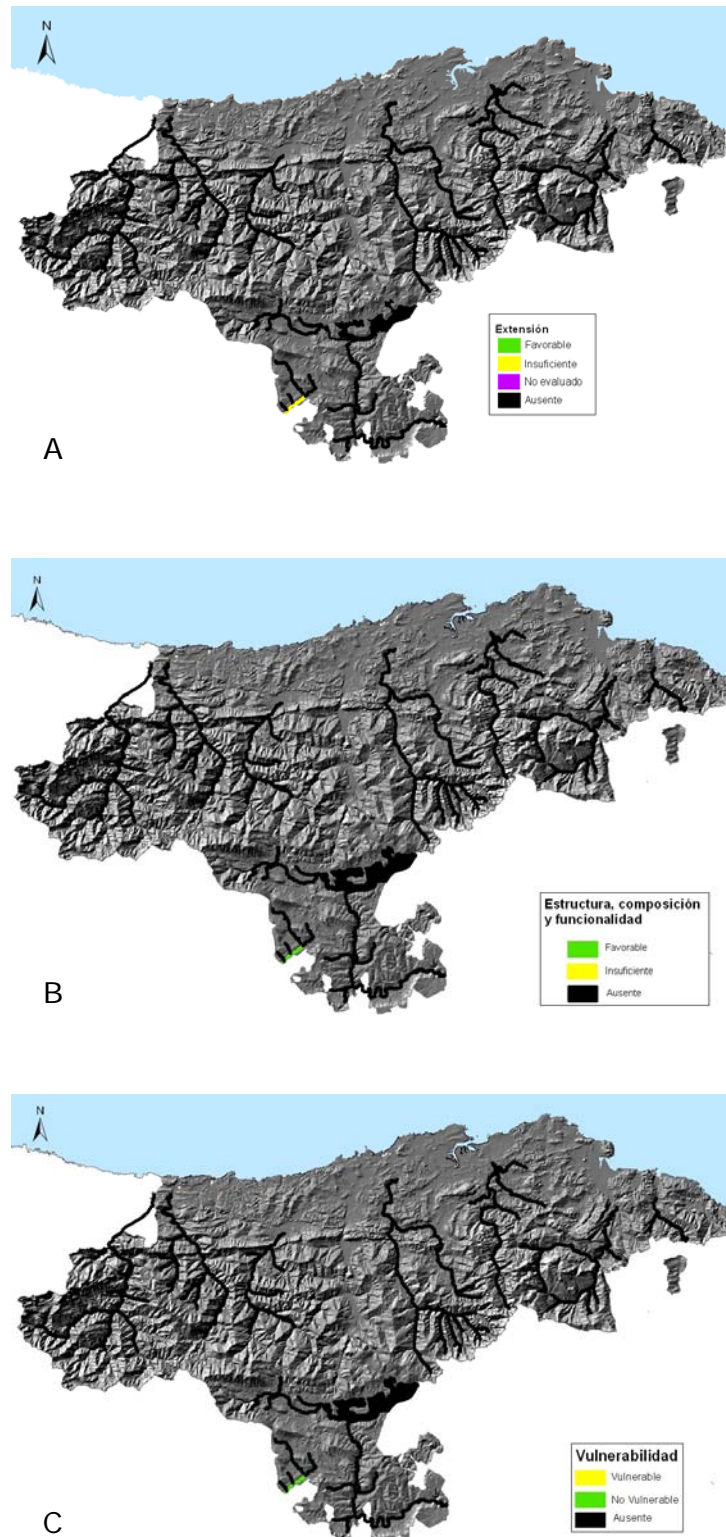 N
Extensión
Favorable
Insuficiente
No evaluado
Ausente
A
N
Estructura, composición
y funcionalidad
Favorable
Insuficiente
Ausente
B
N
Vulnerabilidad
Vulnerable
No Vulnerable
Ausente
C